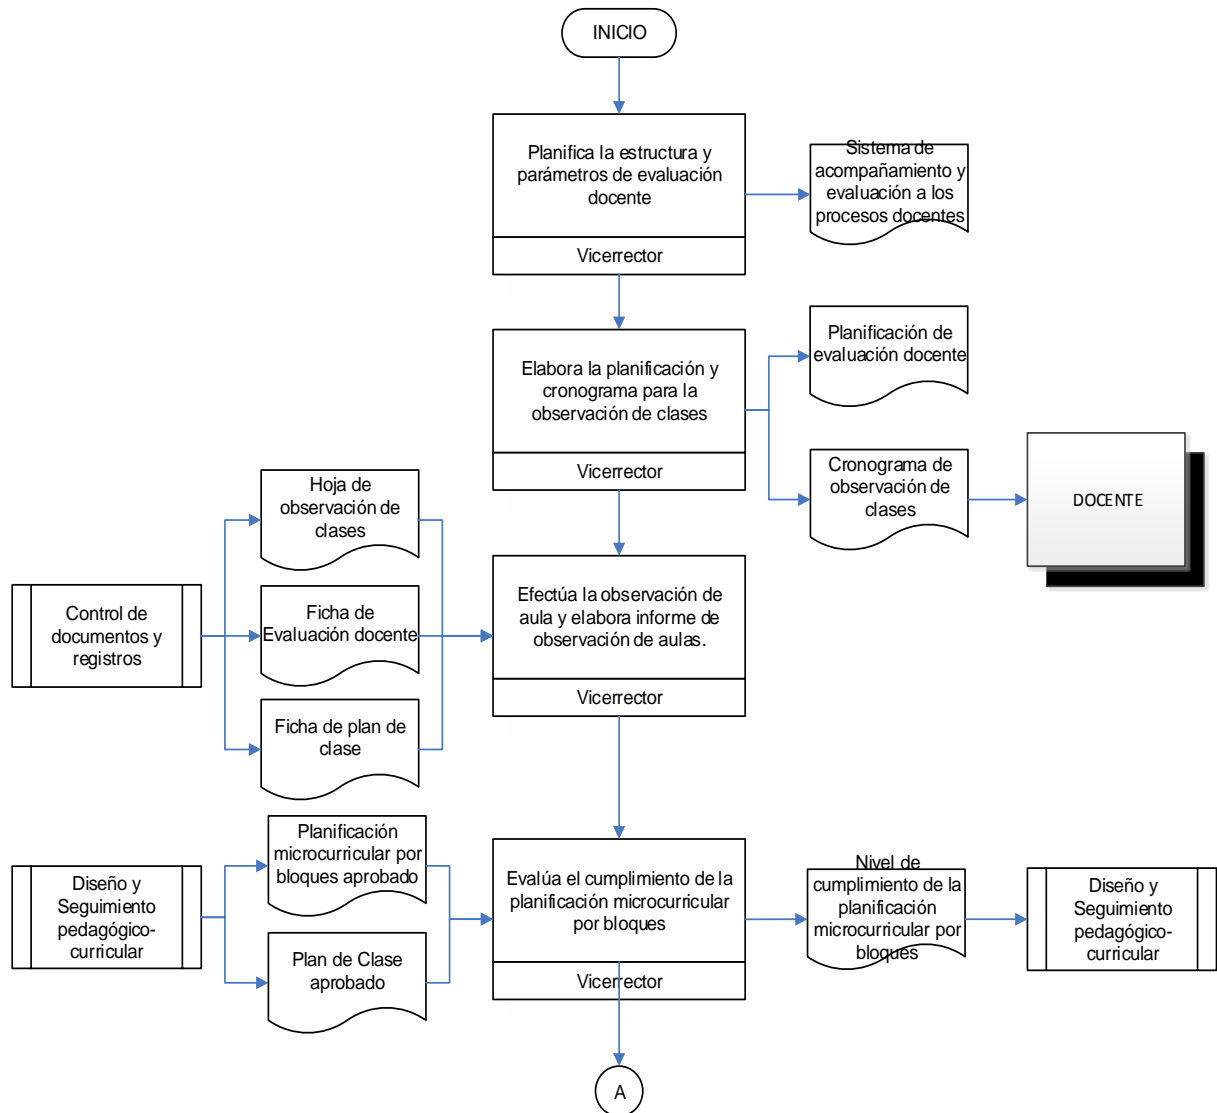 INICIO
Planifica la estructura y
parámetros de evaluación
docente
Vicerrector
Sistema de
acompañamiento y
evaluación a los
procesos docentes
Elabora la planificación y
cronograma para la
observación de clases
Vicerrector
Planificación de
evaluación docente
Cronograma de
observación de
clases
DOCENTE
Control de
documentos y
registros
Hoja de
observación de
clases
Ficha de
Evaluación docente
Ficha de plan de
clase
Efectúa la observación de
aula y elabora informe de
observación de aulas.
Vicerrector
Diseño y
Seguimiento
pedagógico-
curricular
Planificación
microcurricular por
bloques aprobado
Plan de Clase
aprobado
Evalúa el cumplimiento de la
planificación microcurricular
por bloques
Vicerrector
Nivel de
cumplimiento de la
planificación
microcurricular por
bloques
Diseño y
Seguimiento
pedagógico-
curricular
A